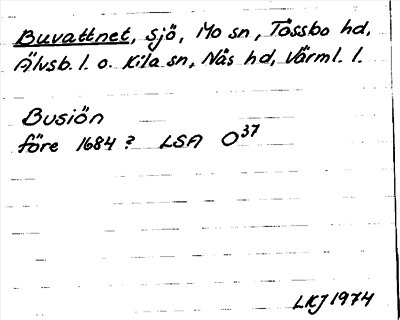 Buvattnet, sjö, Mo sn, Tössbo hd,
Älvsb. l. o. Kila sn, Nås hd, Värml. l.
Busiön
före 1684? LSA O37
LKJ 1974